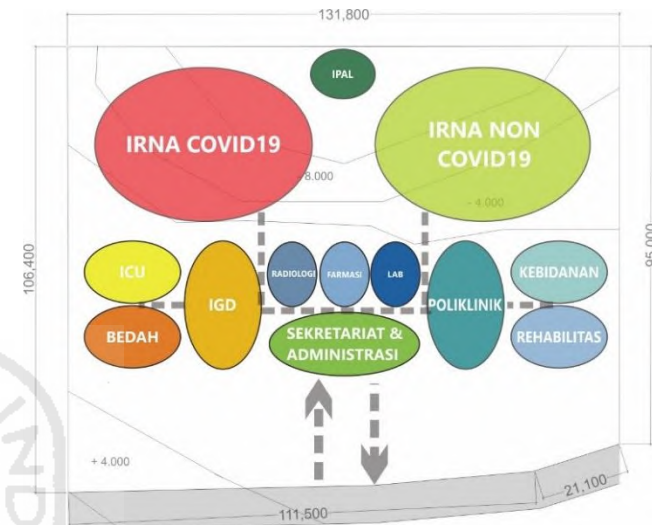 131,800
IPAL
IRNA COVID19
IRNA NON
COVID19
- 8.000
- 4.000
106,400
95,000
ICU
IGD
RADIOLOGI
FARMASI
LAB
POLIKLINIK
KEBIDANAN
BEDAH
SEKRETARIAT &
ADMINISTRASI
REHABILITAS
+ 4.000
111,500
21,100